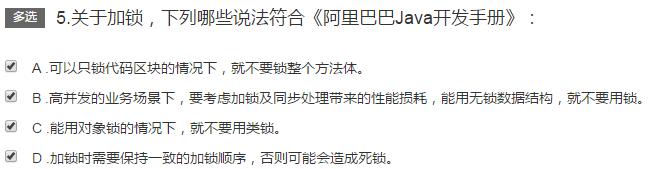 多选 5.关于加锁，下列哪些说法符合《阿里巴巴Java开发手册》：
A .可以只锁代码区块的情况下，就不要锁整个方法体。
B .高并发的业务场景下，要考虑加锁及同步处理带来的性能损耗，能用无锁数据结构，就不要用锁。
C .能用对象锁的情况下，就不要用类锁。
D .加锁时需要保持一致的加锁顺序，否则可能会造成死锁。